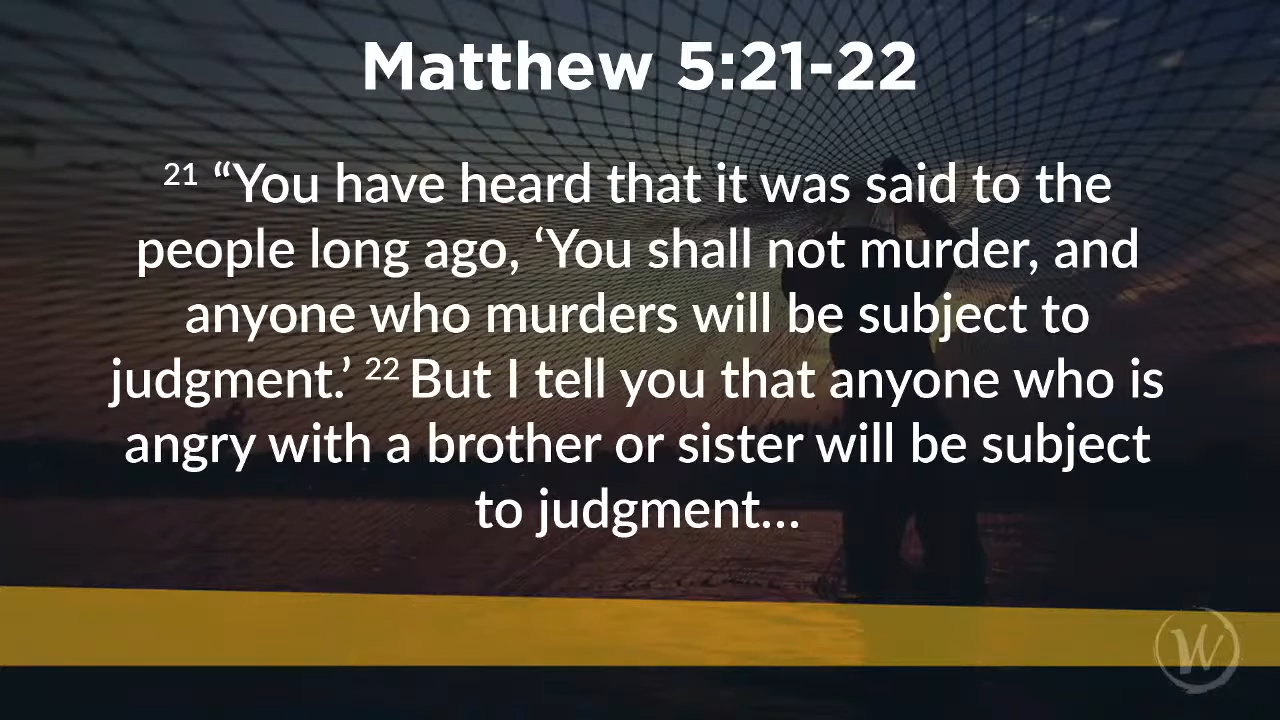 Matthew 5:21-22
21 “You have heard that it was said to the
people long ago, ‘You shall not murder, and
anyone who murders will be subject to
judgment.’ 22 But I tell you that anyone who is
angry with a brother or sister will be subject
to judgment...
W